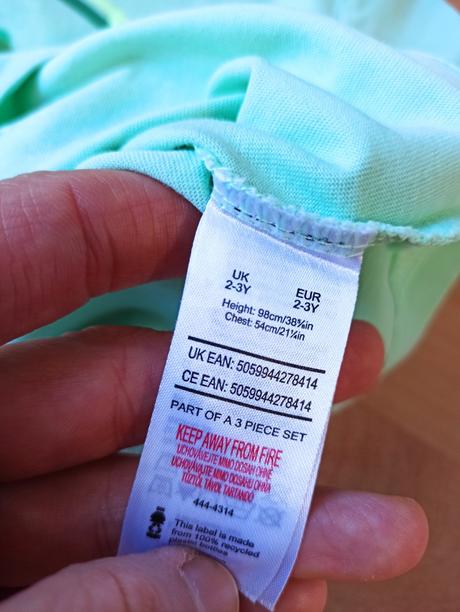 UK
2-3Y
EUR
2-3Y
Height: 98cm/38⅝in
Chest: 54cm/21¼in
UK EAN: 5059944278414
CE EAN: 5059944278414
PART OF A 3 PIECE SET
KEEP AWAY FROM FIRE
UCHOVÁVEJTE MIMO DOSAH OHNĚ
UCHOVÁVAJTE MIMO DOSAHU OHŇA
TŰZTŐL TÁVOL TARTANDÓ
444-4314
This label is made
from 100% recycled
plastic bottles